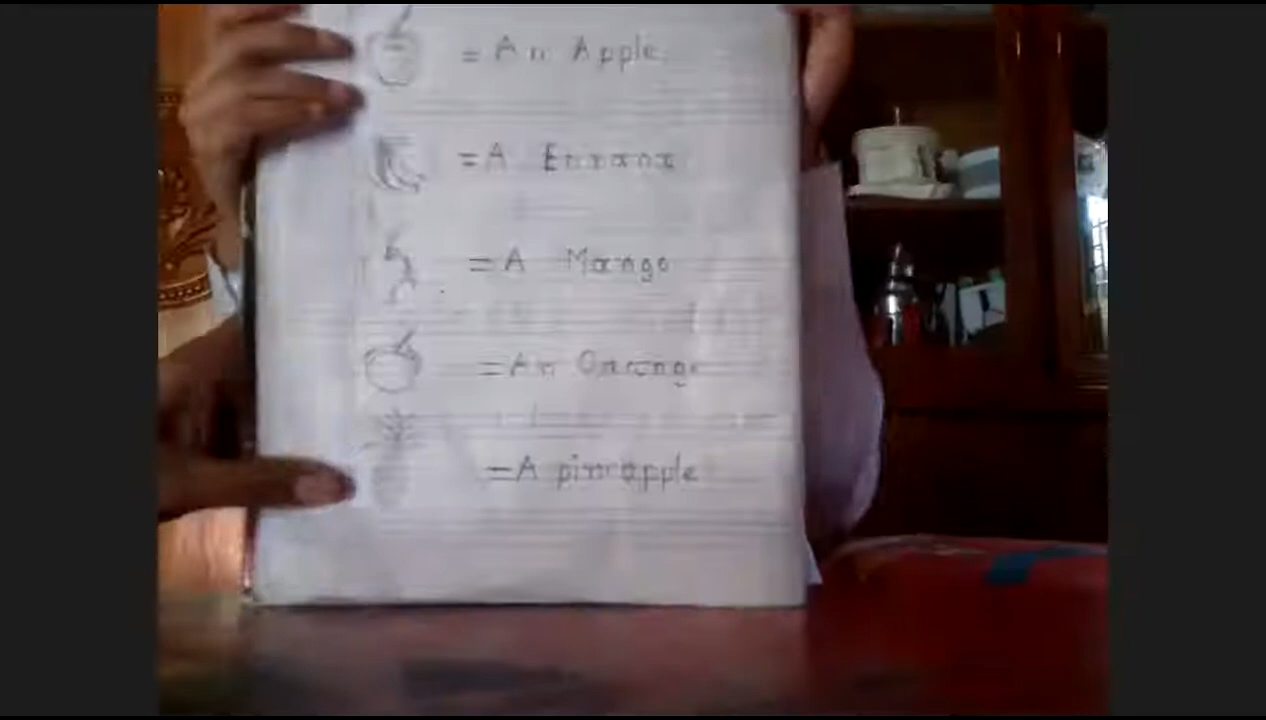 = An Apple
= A Banana
= A Mango
= An Orange
= A pineapple